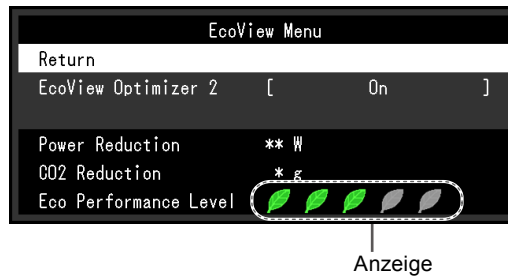 EcoView Menu
Return
EcoView Optimizer 2 [ On ]
Power Reduction ** W
CO2 Reduction * g
Eco Performance Level
Anzeige